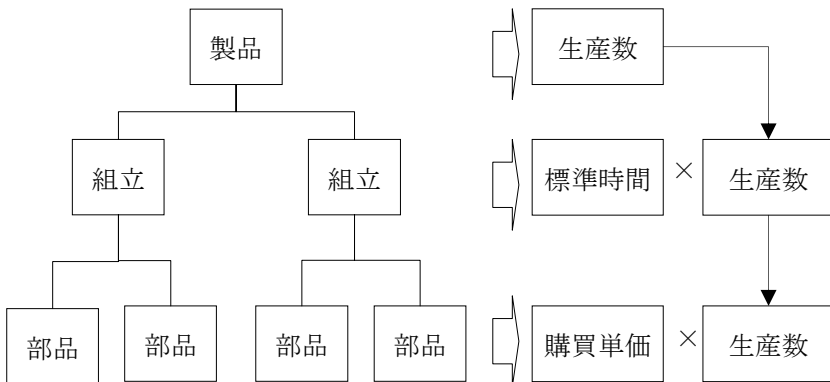 製品
生産数
組立
組立
標準時間 × 生産数
部品
部品
部品
部品
購買単価 × 生産数